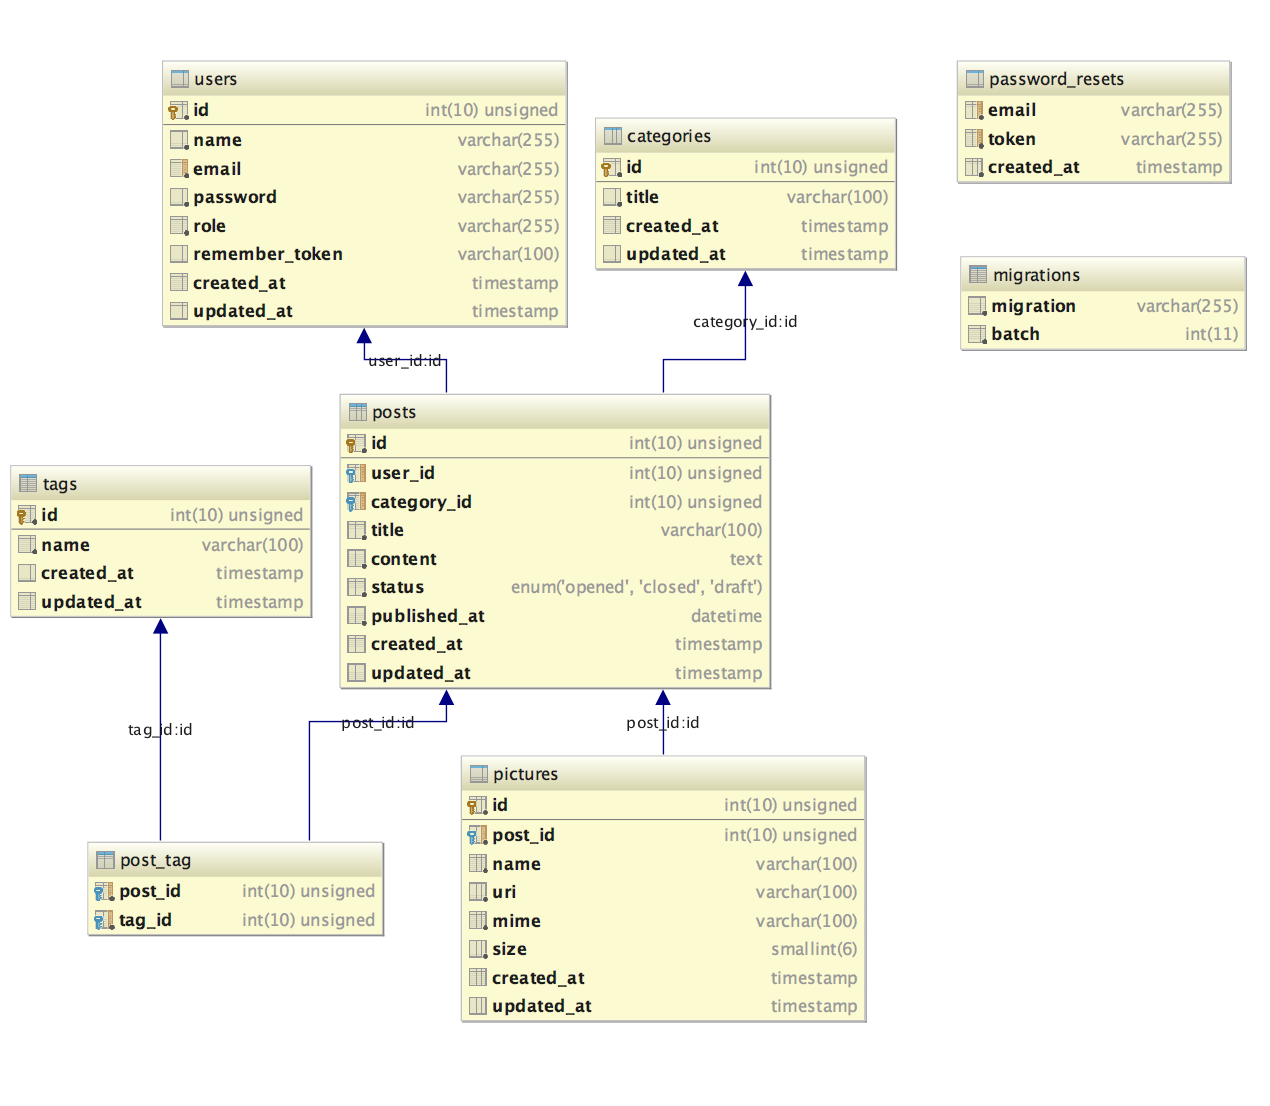 users
id int(10) unsigned
name varchar(255)
email varchar(255)
password varchar(255)
role varchar(255)
remember_token varchar(100)
created_at timestamp
updated_at timestamp
categories
id int(10) unsigned
title varchar(100)
created_at timestamp
updated_at timestamp
password_resets
email varchar(255)
token varchar(255)
created_at timestamp
migrations
migration varchar(255)
batch int(11)
user_id:id
category_id:id
posts
id int(10) unsigned
user_id int(10) unsigned
category_id int(10) unsigned
title varchar(100)
content text
status enum('opened', 'closed', 'draft')
published_at datetime
created_at timestamp
updated_at timestamp
tags
id int(10) unsigned
name varchar(100)
created_at timestamp
updated_at timestamp
tag_id:id
post_id:id
post_id:id
pictures
id int(10) unsigned
post_id int(10) unsigned
name varchar(100)
uri varchar(100)
mime varchar(100)
size smallint(6)
created_at timestamp
updated_at timestamp
post_tag
post_id int(10) unsigned
tag_id int(10) unsigned